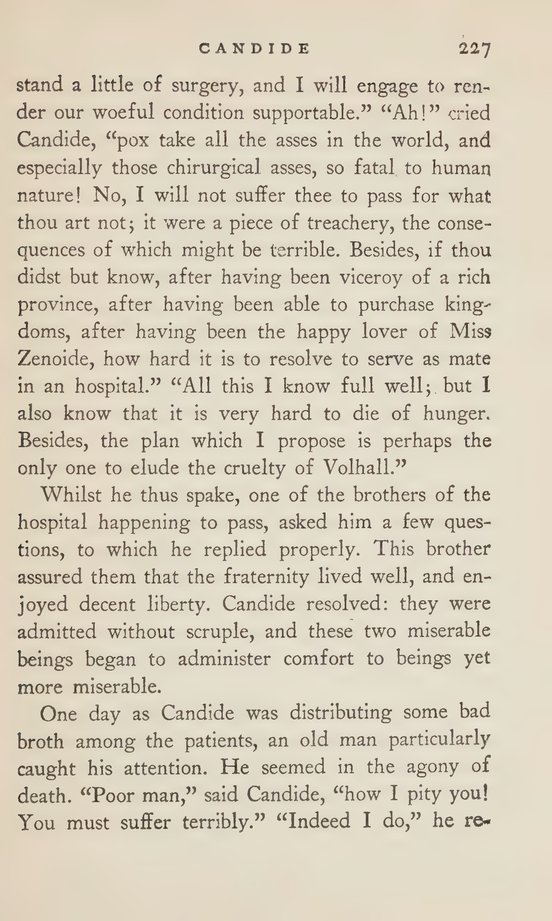 CANDIDE 227
stand a little of surgery, and I will engage to ren-
der our woeful condition supportable.” “Ah!” cried
Candide, “pox take all the asses in the world, and
especially those chirurgical asses, so fatal to human
nature! No, I will not suffer thee to pass for what
thou art not; it were a piece of treachery, the conse-
quences of which might be terrible. Besides, if thou
didst but know, after having been viceroy of a rich
province, after having been able to purchase king-
doms, after having been the happy lover of Miss
Zenoide, how hard it is to resolve to serve as mate
in an hospital.” “All this I know full well; but I
also know that it is very hard to die of hunger.
Besides, the plan which I propose is perhaps the
only one to elude the cruelty of Volhall.”
Whilst he thus spake, one of the brothers of the
hospital happening to pass, asked him a few ques-
tions, to which he replied properly. This brother
assured them that the fraternity lived well, and en-
joyed decent liberty. Candide resolved: they were
admitted without scruple, and these two miserable
beings began to administer comfort to beings yet
more miserable.
One day as Candide was distributing some bad
broth among the patients, an old man particularly
caught his attention. He seemed in the agony of
death. “Poor man,” said Candide, “how I pity you!
You must suffer terribly.” “Indeed I do,” he re-